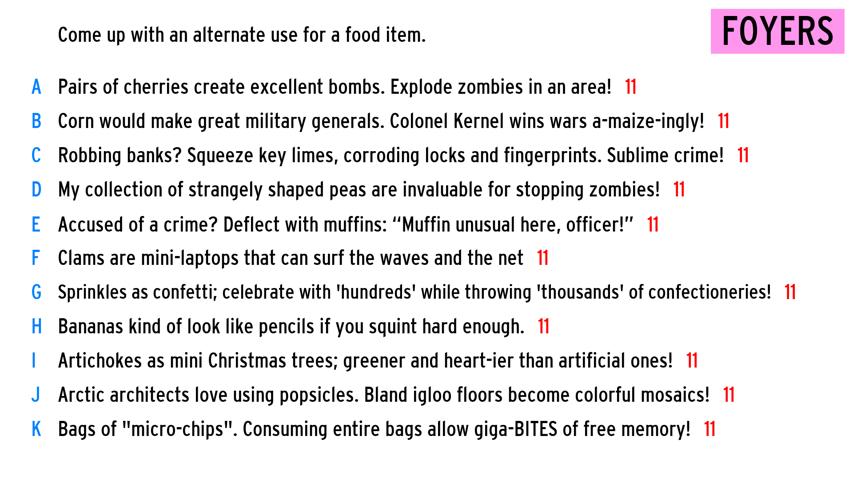 Come up with an alternate use for a food item.
FOYERS
A Pairs of cherries create excellent bombs. Explode zombies in an area! 11
B Corn would make great military generals. Colonel Kernel wins wars a-maize-ingly! 11
C Robbing banks? Squeeze key limes, corroding locks and fingerprints. Sublime crime! 11
D My collection of strangely shaped peas are invaluable for stopping zombies! 11
E Accused of a crime? Deflect with muffins: “Muffin unusual here, officer!” 11
F Clams are mini-laptops that can surf the waves and the net 11
G Sprinkles as confetti; celebrate with 'hundreds' while throwing 'thousands' of confectioneries! 11
H Bananas kind of look like pencils if you squint hard enough. 11
I Artichokes as mini Christmas trees; greener and heart-ier than artificial ones! 11
J Arctic architects love using popsicles. Bland igloo floors become colorful mosaics! 11
K Bags of "micro-chips". Consuming entire bags allow giga-BITES of free memory! 11